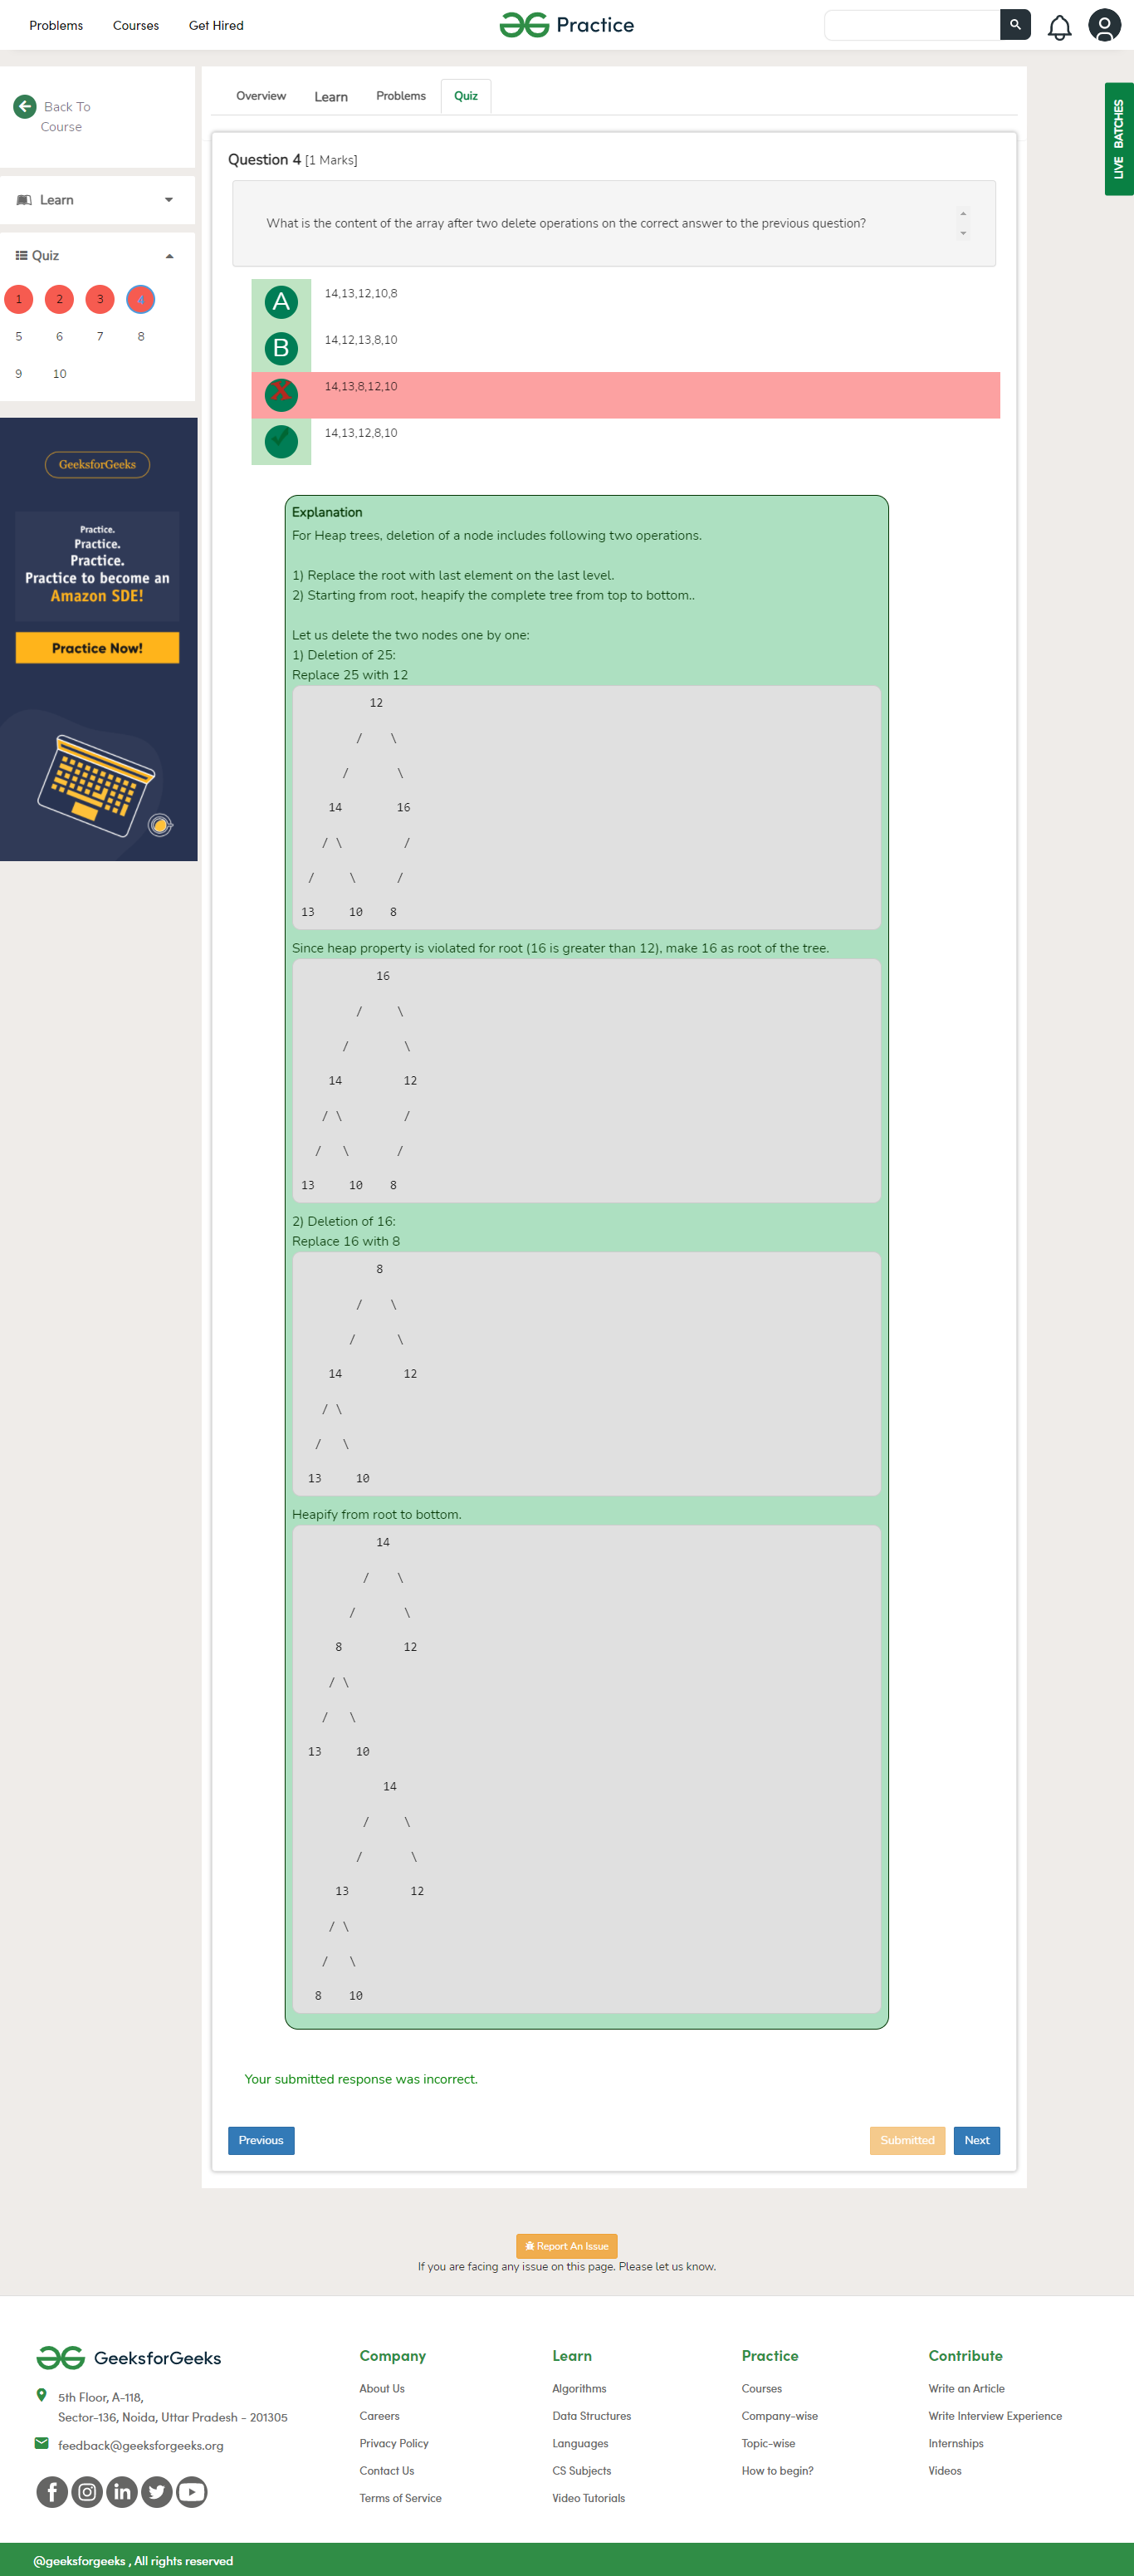 Problems Courses Get Hired Practice
LIVE BATCHES
Back To
Course
Learn
Quiz
1 2 3 4
5 6 7 8
9 10
GeeksforGeeks
Practice.
Practice.
Practice.
Practice to become an
Amazon SDE!
Practice Now!
Overview Learn Problems Quiz
Question 4 [1 Marks]
What is the content of the array after two delete operations on the correct answer to the previous question?
A 14,13,12,10,8
B 14,12,13,8,10
X 14,13,8,12,10
14,13,12,8,10
Explanation
For Heap trees, deletion of a node includes following two operations.
1) Replace the root with last element on the last level.
2) Starting from root, heapify the complete tree from top to bottom..
Let us delete the two nodes one by one:
1) Deletion of 25:
Replace 25 with 12
12
/ \
/ \
14 16
/ \ /
/ \ /
13 10 8
Since heap property is violated for root (16 is greater than 12), make 16 as root of the tree.
16
/ \
/ \
14 12
/ \ /
/ \ /
13 10 8
2) Deletion of 16:
Replace 16 with 8
8
/ \
/ \
14 12
/ \
/ \
13 10
Heapify from root to bottom.
14
/ \
/ \
8 12
/ \
/ \
13 10
14
/ \
/ \
13 12
/ \
/ \
8 10
Your submitted response was incorrect.
Previous Submitted Next
Report An Issue
If you are facing any issue on this page. Please let us know.
GeeksforGeeks
5th Floor, A-118,
Sector-136, Noida, Uttar Pradesh - 201305
feedback@geeksforgeeks.org
Company
About Us
Careers
Privacy Policy
Contact Us
Terms of Service
Learn
Algorithms
Data Structures
Languages
CS Subjects
Video Tutorials
Practice
Courses
Company-wise
Topic-wise
How to begin?
Contribute
Write an Article
Write Interview Experience
Internships
Videos
@geeksforgeeks , All rights reserved